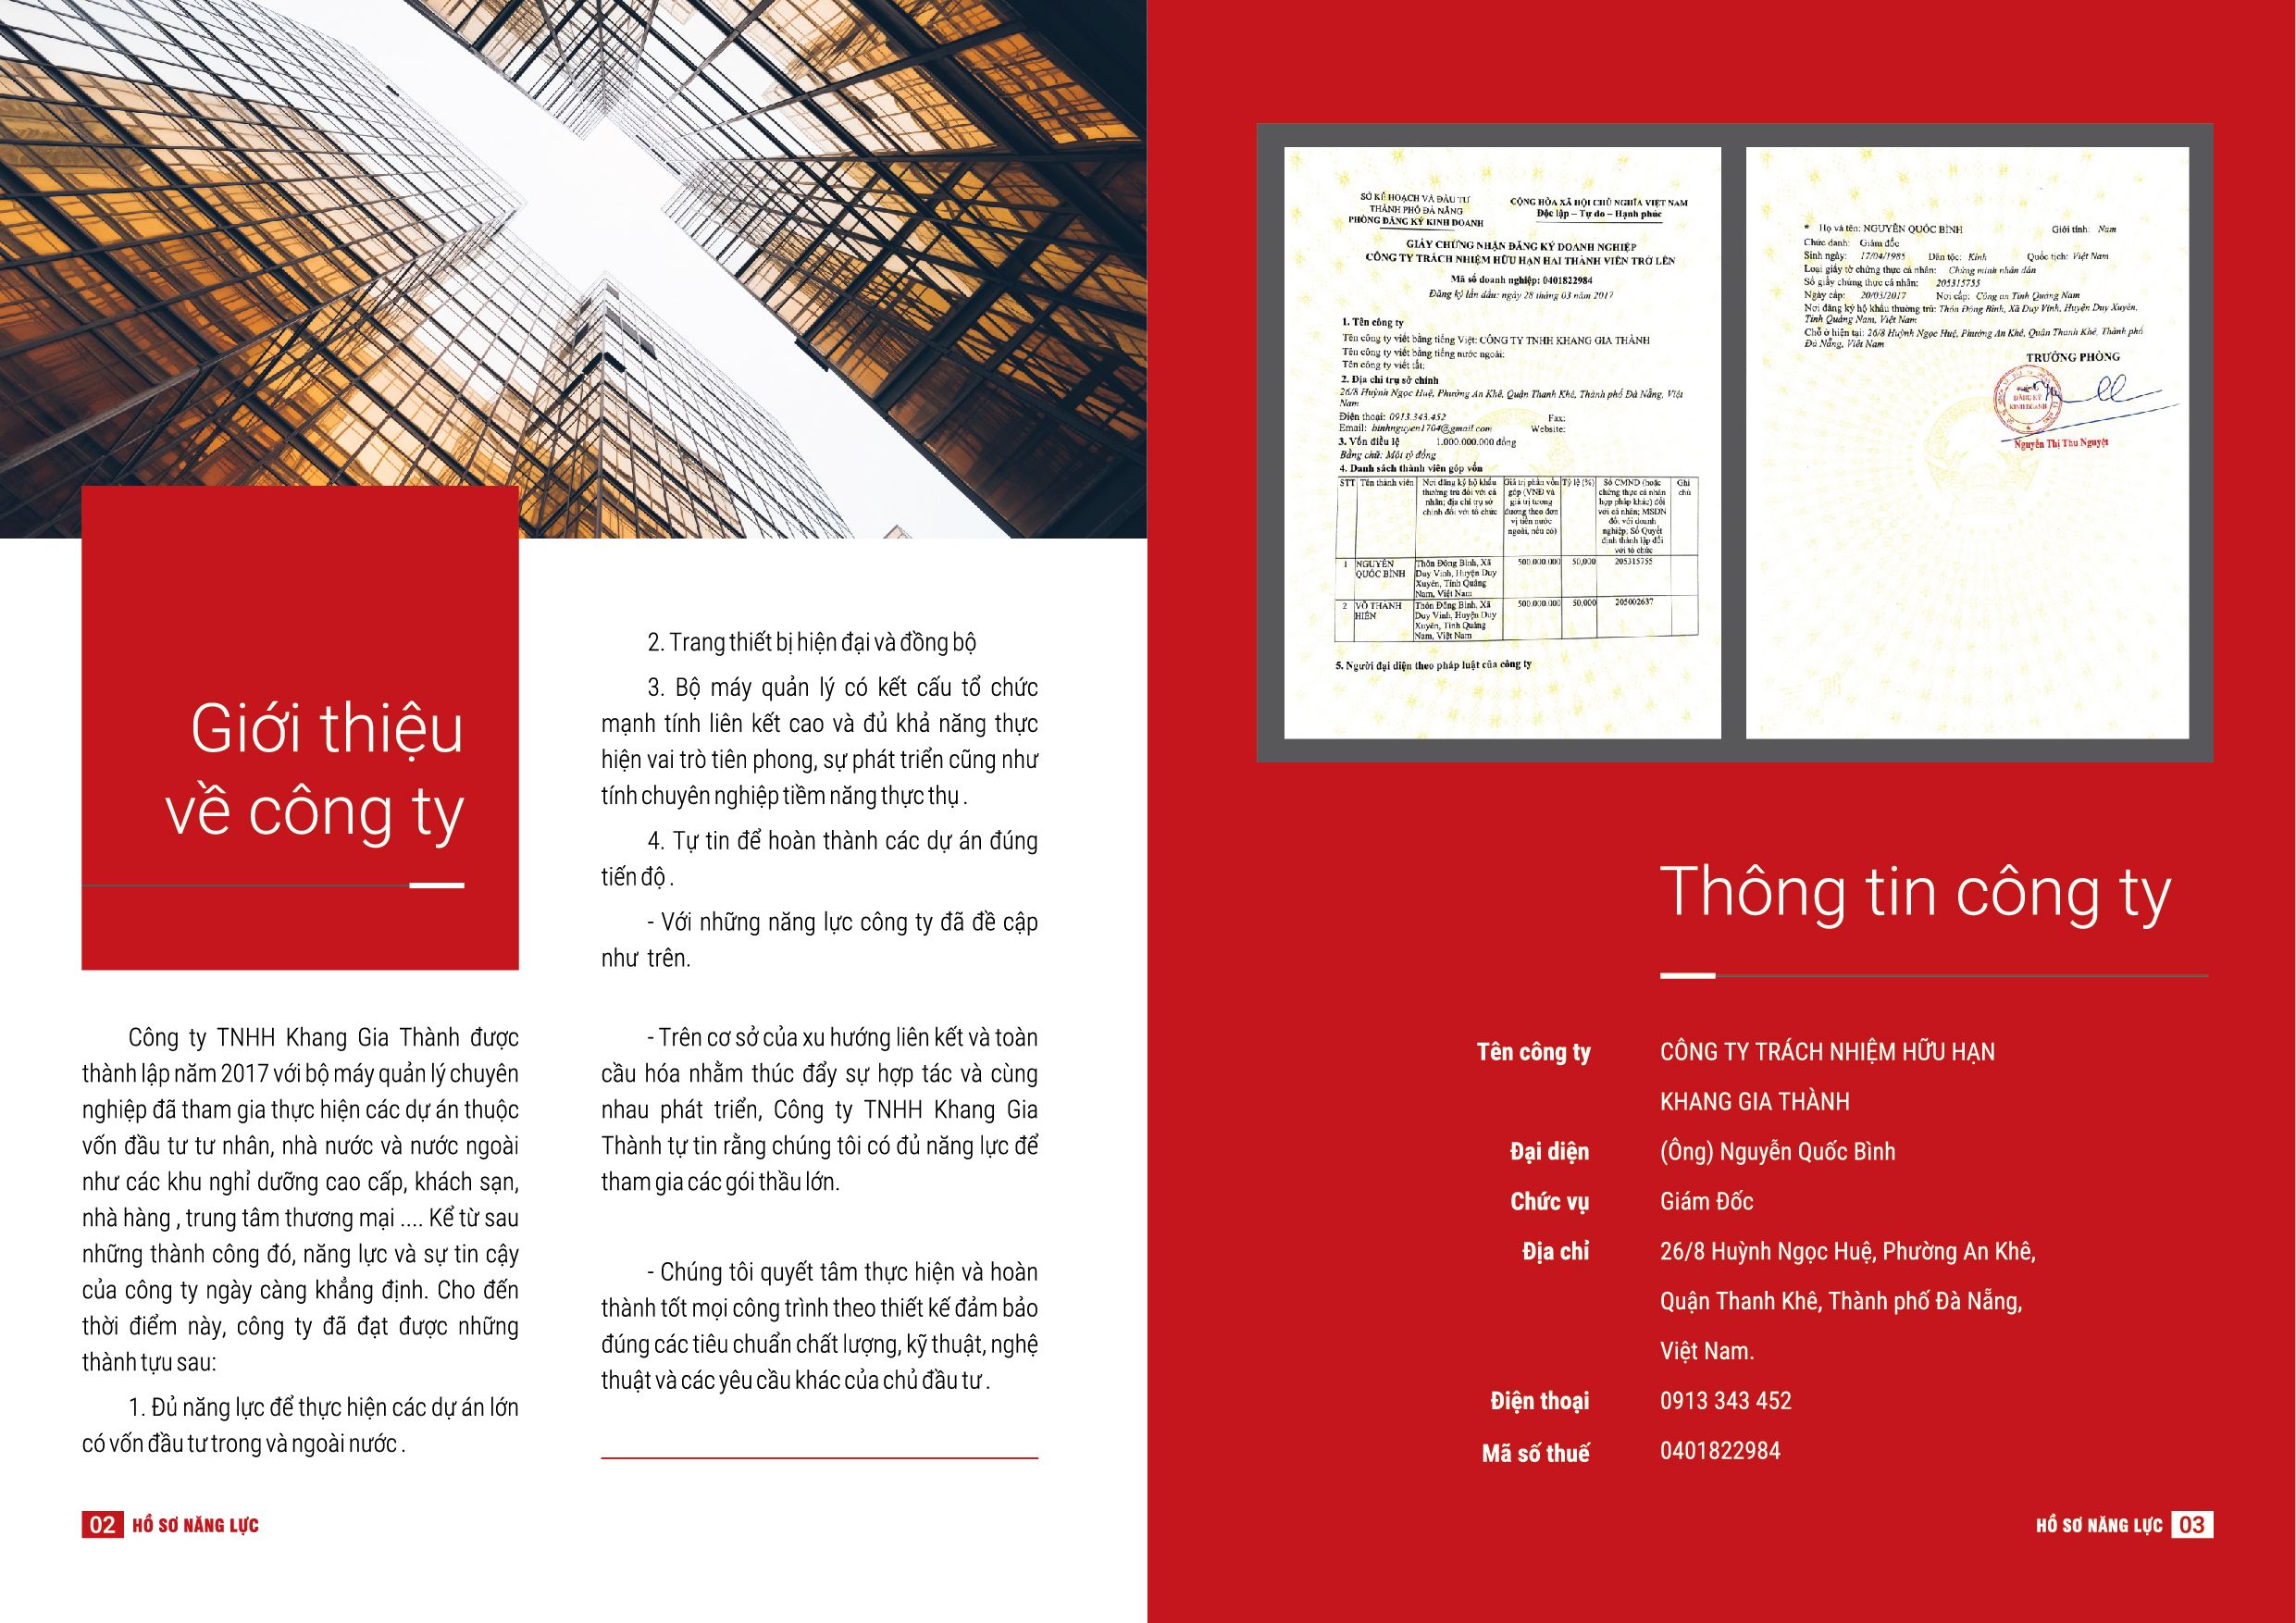 Giới thiệu
về công ty
Công ty TNHH Khang Gia Thành được
thành lập năm 2017 với bộ máy quản lý chuyên
nghiệp đã tham gia thực hiện các dự án thuộc
vốn đầu tư tư nhân, nhà nước và nước ngoài
như các khu nghỉ dưỡng cao cấp, khách sạn,
nhà hàng , trung tâm thương mại .... Kể từ sau
những thành công đó, năng lực và sự tin cậy
của công ty ngày càng khẳng định. Cho đến
thời điểm này, công ty đã đạt được những
thành tựu sau:
1. Đủ năng lực để thực hiện các dự án lớn
có vốn đầu tư trong và ngoài nước .
2. Trang thiết bị hiện đại và đồng bộ
3. Bộ máy quản lý có kết cấu tổ chức
mạnh tính liên kết cao và đủ khả năng thực
hiện vai trò tiên phong, sự phát triển cũng như
tính chuyên nghiệp tiềm năng thực thụ .
4. Tự tin để hoàn thành các dự án đúng
tiến độ .
- Với những năng lực công ty đã đề cập
như trên.
- Trên cơ sở của xu hướng liên kết và toàn
cầu hóa nhằm thúc đẩy sự hợp tác và cùng
nhau phát triển, Công ty TNHH Khang Gia
Thành tự tin rằng chúng tôi có đủ năng lực để
tham gia các gói thầu lớn.
- Chúng tôi quyết tâm thực hiện và hoàn
thành tốt mọi công trình theo thiết kế đảm bảo
đúng các tiêu chuẩn chất lượng, kỹ thuật, nghệ
thuật và các yêu cầu khác của chủ đầu tư .
02 HỒ SƠ NĂNG LỰC
SỞ KẾ HOẠCH VÀ ĐẦU TƯ
THÀNH PHỐ ĐÀ NẴNG
PHÒNG ĐĂNG KÝ KINH DOANH
CỘNG HÒA XÃ HỘI CHỦ NGHĨA VIỆT NAM
Độc lập – Tự do – Hạnh phúc
GIẤY CHỨNG NHẬN ĐĂNG KÝ DOANH NGHIỆP
CÔNG TY TRÁCH NHIỆM HỮU HẠN HAI THÀNH VIÊN TRỞ LÊN
Mã số doanh nghiệp: 0401822984
Đăng ký lần đầu: ngày 28 tháng 03 năm 2017
1. Tên công ty
Tên công ty viết bằng tiếng Việt: CÔNG TY TNHH KHANG GIA THÀNH
Tên công ty viết bằng tiếng nước ngoài:
Tên công ty viết tắt:
2. Địa chỉ trụ sở chính
26/8 Huỳnh Ngọc Huệ, Phường An Khê, Quận Thanh Khê, Thành phố Đà Nẵng, Việt
Nam
Điện thoại: 0913.343.452 Fax:
Email: binhnguyen1704@gmail.com Website:
3. Vốn điều lệ 1.000.000.000 đồng
Bằng chữ: Một tỷ đồng
4. Danh sách thành viên góp vốn
STT Tên thành viên Nơi đăng ký hộ khẩu Giá trị phần vốn Tỷ lệ (%) Số CMND (hoặc Ghi
thường trú đối với cá góp (VNĐ và chứng thực cá nhân chú
nhân; địa chỉ trụ sở giá trị tương hợp pháp khác) đối
chính đối với tổ chức đương theo đơn với cá nhân; MSDN
vị tiền nước đối với doanh
ngoài, nếu có) nghiệp; Số Quyết
định thành lập đối
với tổ chức
1 NGUYỄN Thôn Đông Bình, Xã 500.000.000 50,000 205315755
QUỐC BÌNH Duy Vinh, Huyện Duy
Xuyên, Tỉnh Quảng
Nam, Việt Nam
2 VÕ THANH Thôn Đông Bình, Xã 500.000.000 50,000 205002637
HIỀN Duy Vinh, Huyện Duy
Xuyên, Tỉnh Quảng
Nam, Việt Nam
5. Người đại diện theo pháp luật của công ty
* Họ và tên: NGUYỄN QUỐC BÌNH Giới tính: Nam
Chức danh: Giám đốc
Sinh ngày: 17/04/1985 Dân tộc: Kinh Quốc tịch: Việt Nam
Loại giấy tờ chứng thực cá nhân: Chứng minh nhân dân
Số giấy chứng thực cá nhân: 205315755
Ngày cấp: 20/03/2017 Nơi cấp: Công an Tỉnh Quảng Nam
Nơi đăng ký hộ khẩu thường trú: Thôn Đông Bình, Xã Duy Vinh, Huyện Duy Xuyên,
Tỉnh Quảng Nam, Việt Nam
Chỗ ở hiện tại: 26/8 Huỳnh Ngọc Huệ, Phường An Khê, Quận Thanh Khê, Thành phố
Đà Nẵng, Việt Nam
TRƯỞNG PHÒNG
ĐĂNG KÝ
KINH DOANH
Nguyễn Thị Thu Nguyệt
Thông tin công ty
Tên công ty CÔNG TY TRÁCH NHIỆM HỮU HẠN
KHANG GIA THÀNH
Đại diện (Ông) Nguyễn Quốc Bình
Chức vụ Giám Đốc
Địa chỉ 26/8 Huỳnh Ngọc Huệ, Phường An Khê,
Quận Thanh Khê, Thành phố Đà Nẵng,
Việt Nam.
Điện thoại 0913 343 452
Mã số thuế 0401822984
HỒ SƠ NĂNG LỰC 03